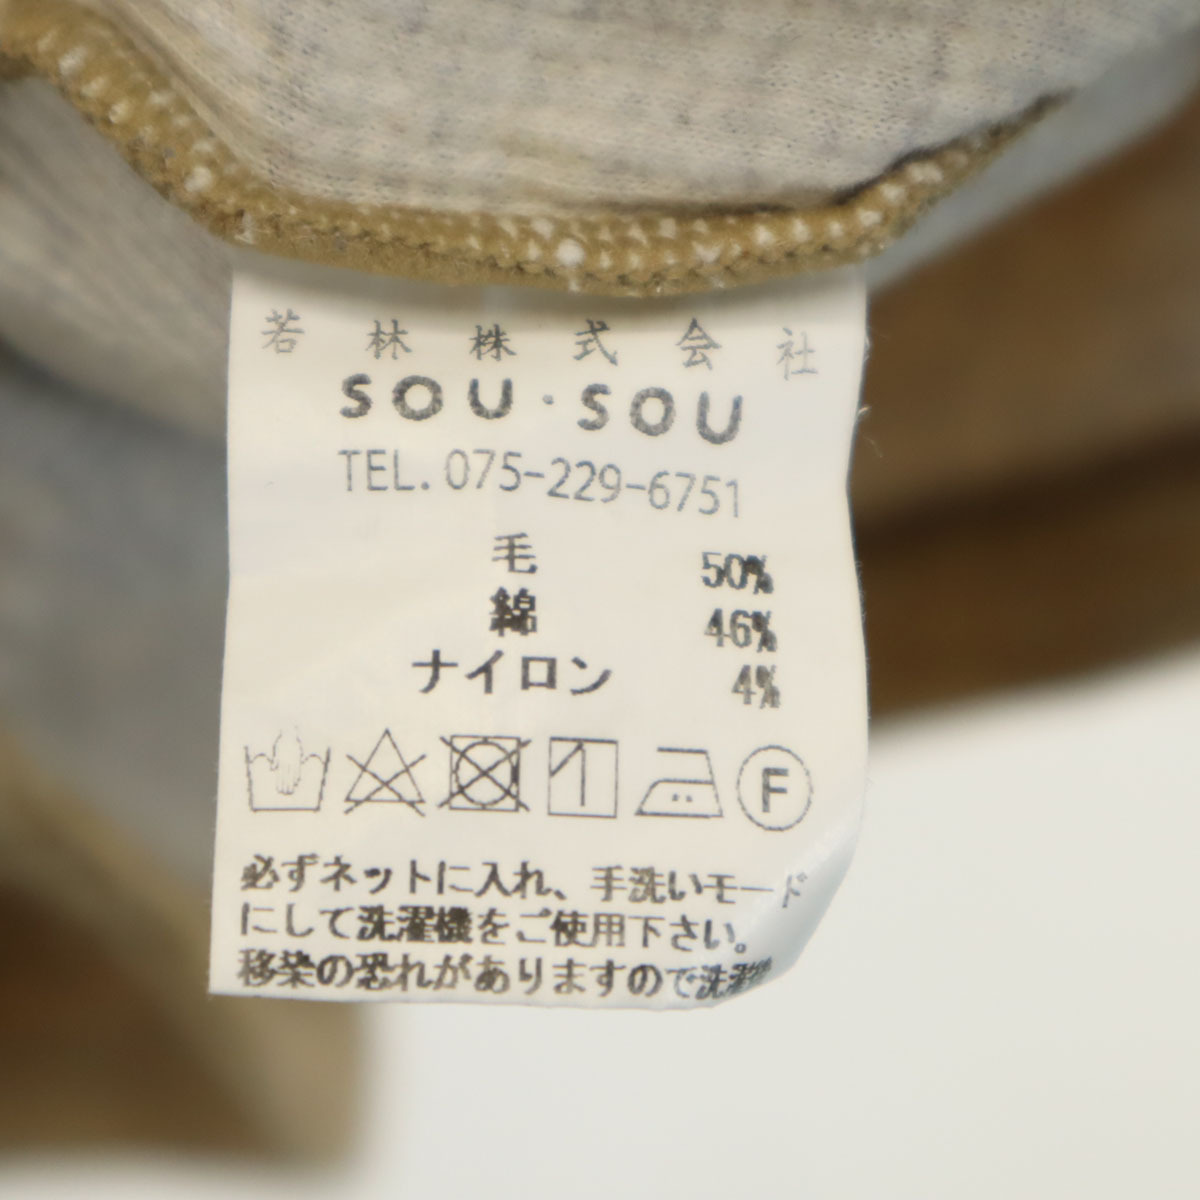 若林株式会社
SOU・SOU
TEL. 075-229-6751
毛 50%
綿 46%
ナイロン 4%
F
必ずネットに入れ、手洗いモード
にして洗濯機をご使用下さい。
移染の恐れがありますので洗濯